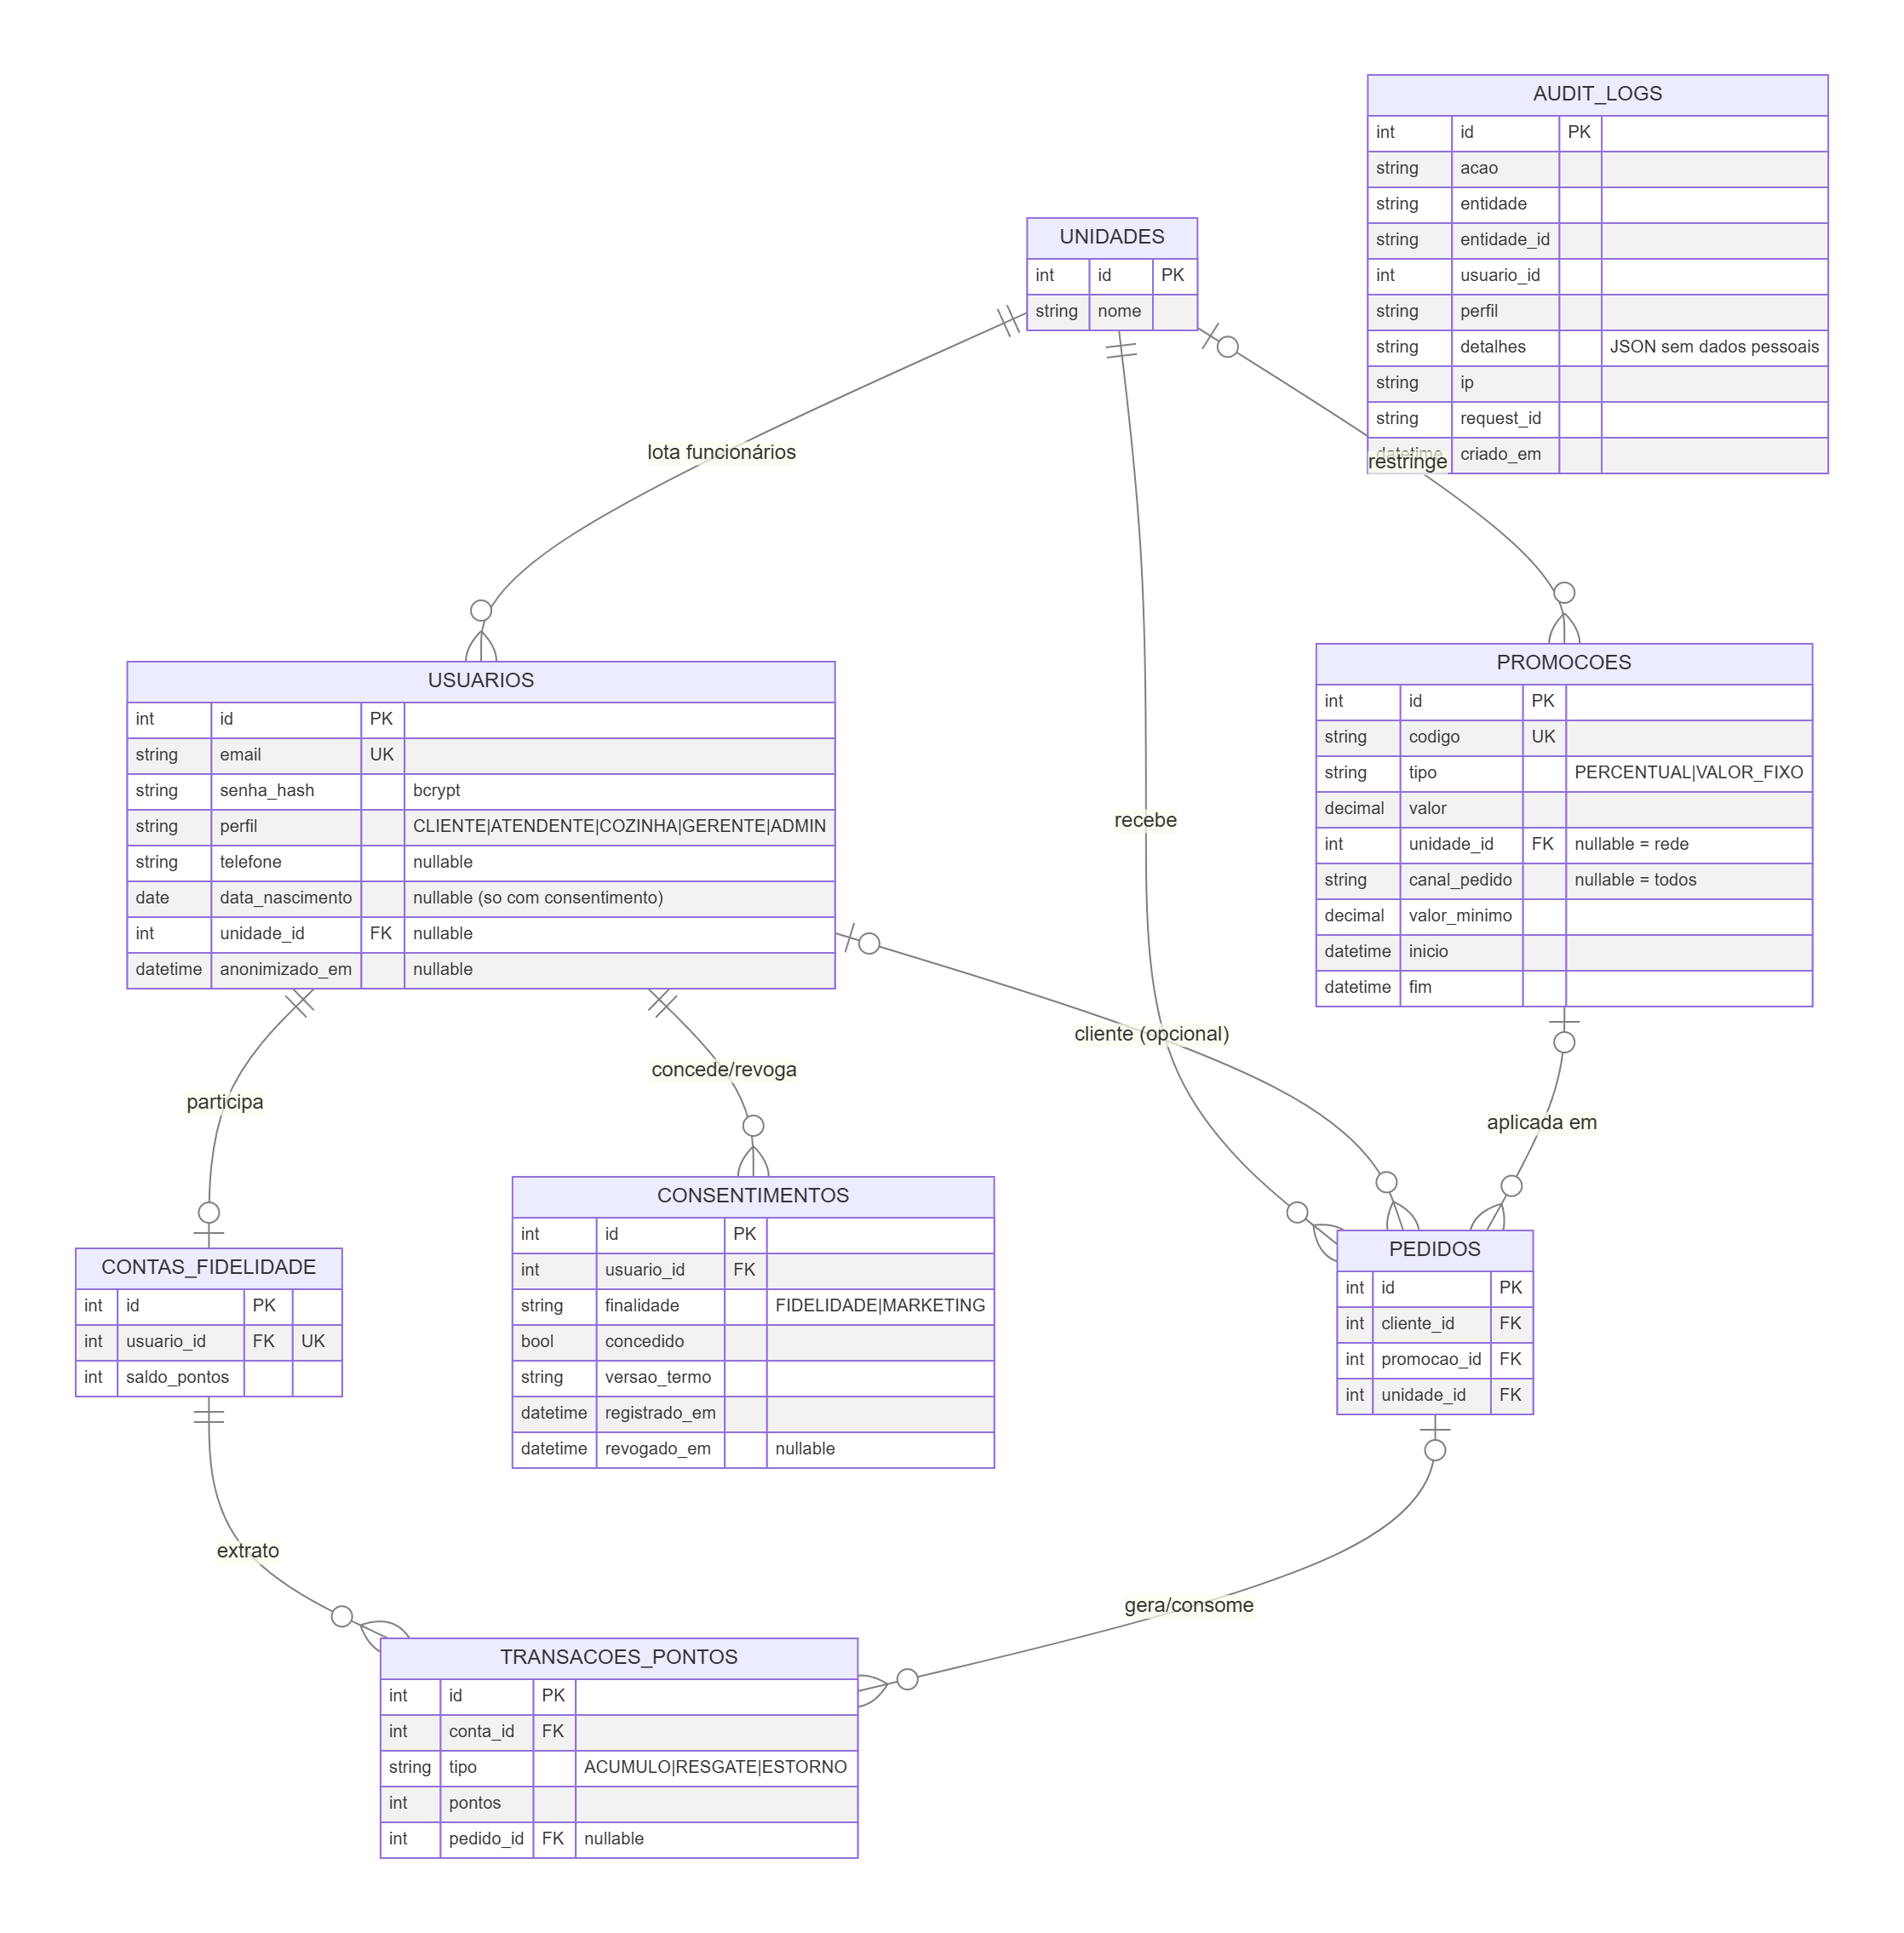 AUDIT_LOGS
int id PK
string acao
string entidade
string entidade_id
int usuario_id
string perfil
string detalhes JSON sem dados pessoais
string ip
string request_id
datetime criado_em
UNIDADES
int id PK
string nome
lota funcionários
restringe
recebe
USUARIOS
int id PK
string email UK
string senha_hash bcrypt
string perfil CLIENTE|ATENDENTE|COZINHA|GERENTE|ADMIN
string telefone nullable
date data_nascimento nullable (so com consentimento)
int unidade_id FK nullable
datetime anonimizado_em nullable
PROMOCOES
int id PK
string codigo UK
string tipo PERCENTUAL|VALOR_FIXO
decimal valor
int unidade_id FK nullable = rede
string canal_pedido nullable = todos
decimal valor_minimo
datetime inicio
datetime fim
cliente (opcional)
participa
concede/revoga
aplicada em
CONTAS_FIDELIDADE
int id PK
int usuario_id FK UK
int saldo_pontos
CONSENTIMENTOS
int id PK
int usuario_id FK
string finalidade FIDELIDADE|MARKETING
bool concedido
string versao_termo
datetime registrado_em
datetime revogado_em nullable
PEDIDOS
int id PK
int cliente_id FK
int promocao_id FK
int unidade_id FK
extrato
gera/consome
TRANSACOES_PONTOS
int id PK
int conta_id FK
string tipo ACUMULO|RESGATE|ESTORNO
int pontos
int pedido_id FK nullable